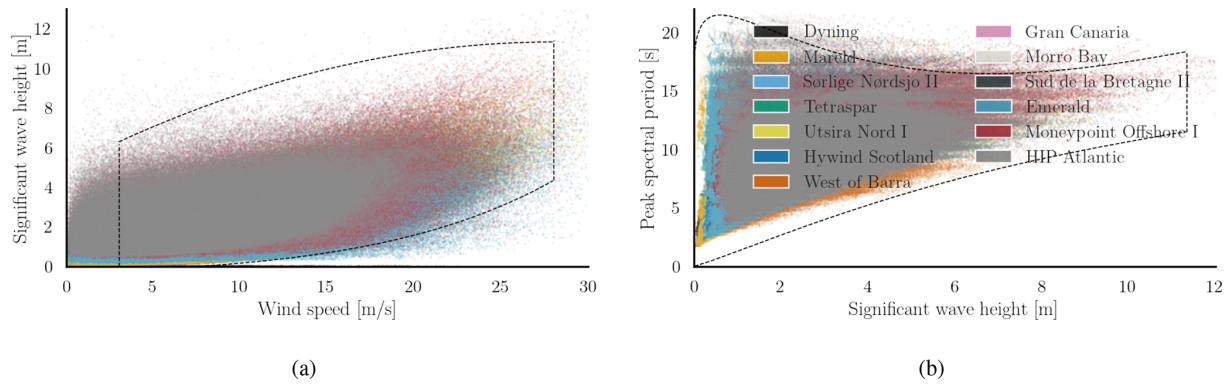 12
10
8
6
4
2
0
Significant wave height [m]
0 5 10 15 20 25 30
Wind speed [m/s]
(a)
20
15
10
5
0
Peak spectral period [s]
Dyning
Mareld
Sørlige Nørdsjo II
Tetraspar
Utsira Nord I
Hywind Scotland
West of Barra
Gran Canaria
Morro Bay
Sud de la Bretagne II
Emerald
Moneypoint Offshore I
HIP Atlantic
0 2 4 6 8 10 12
Significant wave height [m]
(b)